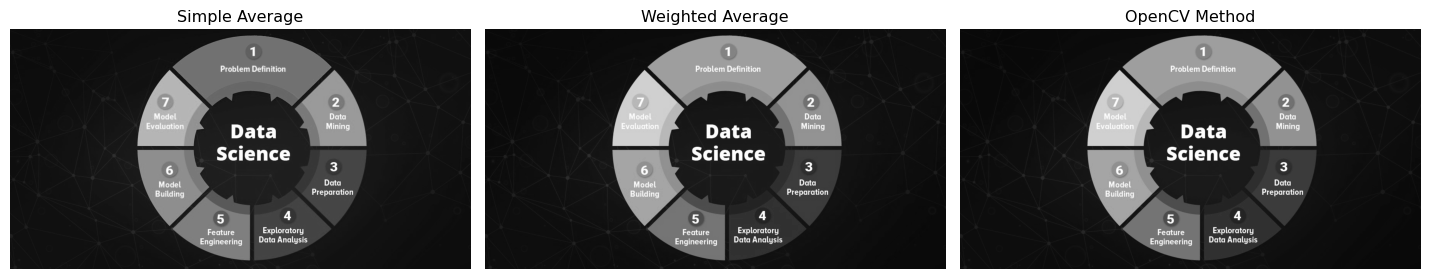 Simple Average
1
Problem Definition
2
Data
Mining
3
Data
Preparation
4
Exploratory
Data Analysis
5
Feature
Engineering
6
Model
Building
7
Model
Evaluation
Data
Science
Weighted Average
1
Problem Definition
2
Data
Mining
3
Data
Preparation
4
Exploratory
Data Analysis
5
Feature
Engineering
6
Model
Building
7
Model
Evaluation
Data
Science
OpenCV Method
1
Problem Definition
2
Data
Mining
3
Data
Preparation
4
Exploratory
Data Analysis
5
Feature
Engineering
6
Model
Building
7
Model
Evaluation
Data
Science